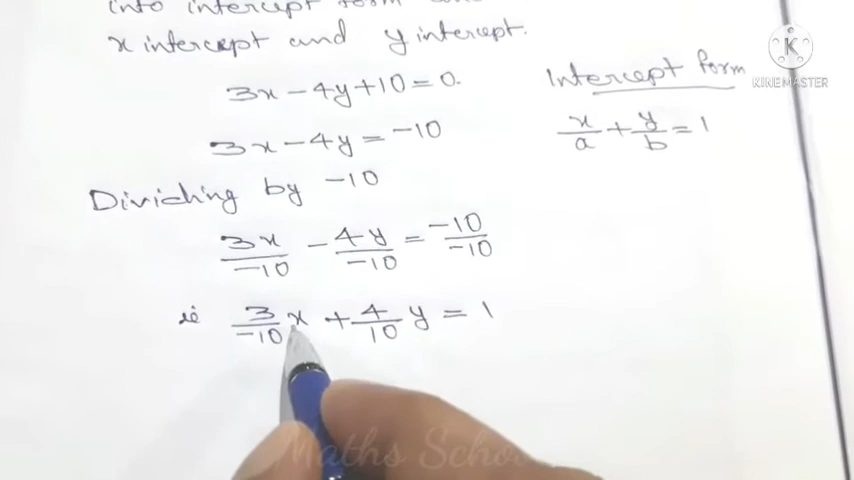 into intercept form
x intercept and y intercept.
3x - 4y + 10 = 0.
Intercept form
3x - 4y = -10
x/a + y/b = 1
Dividing by -10
3x/-10 - 4y/-10 = -10/-10
ie 3/-10 x + 4/10 y = 1
K
KINEMASTER
Maths School